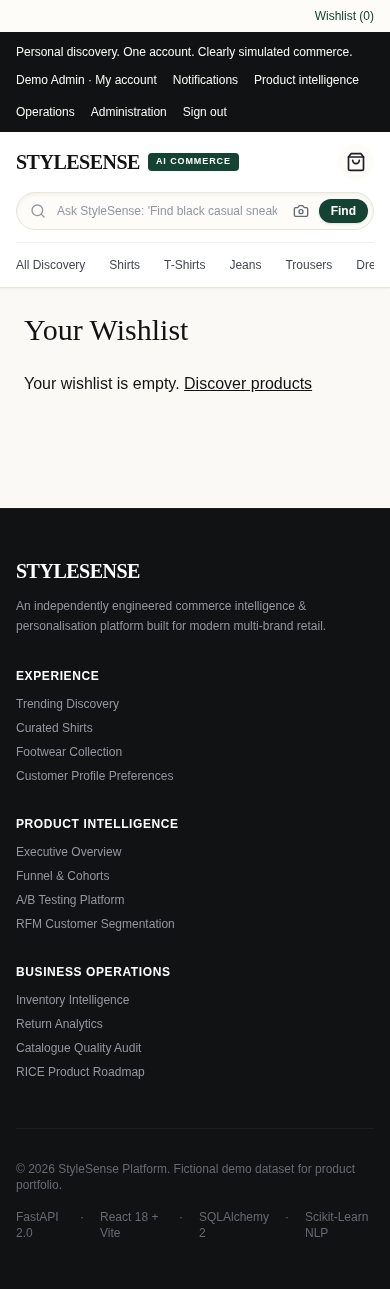 Wishlist (0)
Personal discovery. One account. Clearly simulated commerce.
Demo Admin · My account Notifications Product intelligence
Operations Administration Sign out
STYLESENSE AI COMMERCE
Ask StyleSense: 'Find black casual sneak Find
All Discovery Shirts T-Shirts Jeans Trousers Dre
Your Wishlist
Your wishlist is empty. Discover products
STYLESENSE
An independently engineered commerce intelligence &
personalisation platform built for modern multi-brand retail.
EXPERIENCE
Trending Discovery
Curated Shirts
Footwear Collection
Customer Profile Preferences
PRODUCT INTELLIGENCE
Executive Overview
Funnel & Cohorts
A/B Testing Platform
RFM Customer Segmentation
BUSINESS OPERATIONS
Inventory Intelligence
Return Analytics
Catalogue Quality Audit
RICE Product Roadmap
© 2026 StyleSense Platform. Fictional demo dataset for product
portfolio.
FastAPI 2.0 · React 18 + Vite · SQLAlchemy 2 · Scikit-Learn NLP